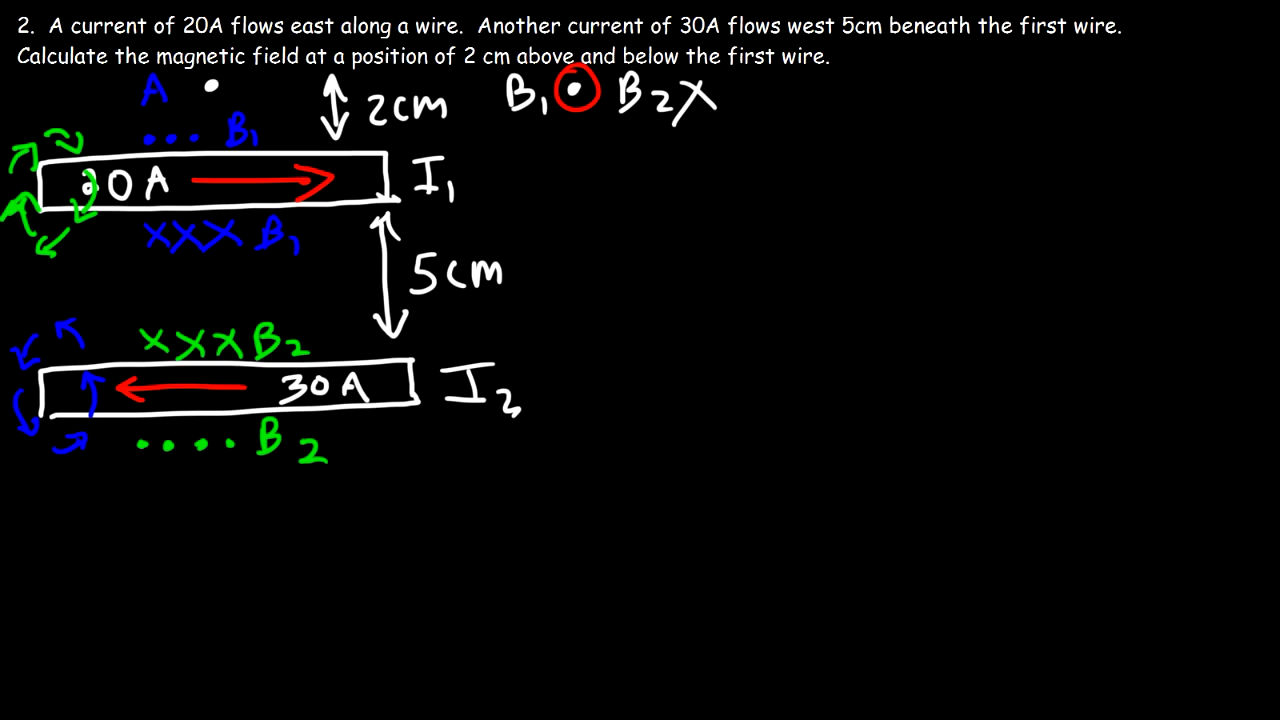 2. A current of 20A flows east along a wire. Another current of 30A flows west 5cm beneath the first wire.
Calculate the magnetic field at a position of 2 cm above and below the first wire.
A • 2cm B₁ • B₂ X
••• B₁
20A I₁
XXX B₁
5cm
XXX B₂
30A I₂
•••• B₂